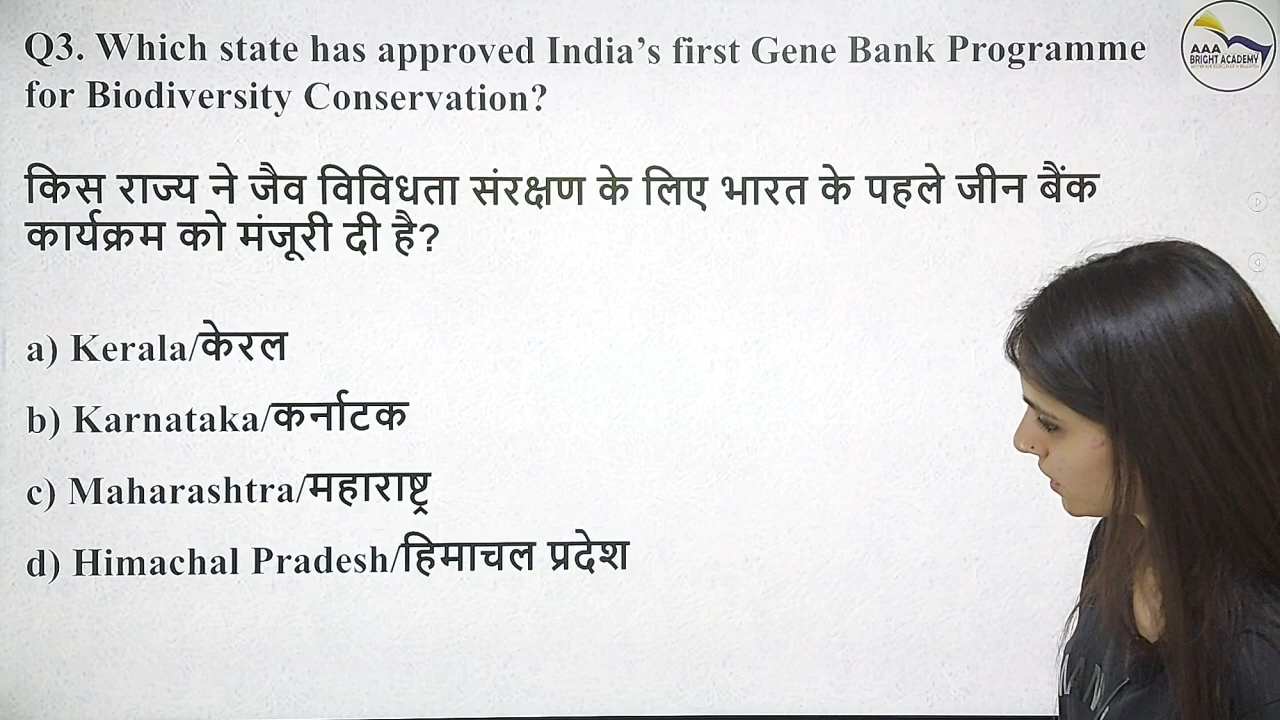 Q3. Which state has approved India's first Gene Bank Programme
for Biodiversity Conservation?
किस राज्य ने जैव विविधता संरक्षण के लिए भारत के पहले जीन बैंक
कार्यक्रम को मंजूरी दी है?
a) Kerala/केरल
b) Karnataka/कर्नाटक
c) Maharashtra/महाराष्ट्र
d) Himachal Pradesh/हिमाचल प्रदेश
AAA
BRIGHT ACADEMY